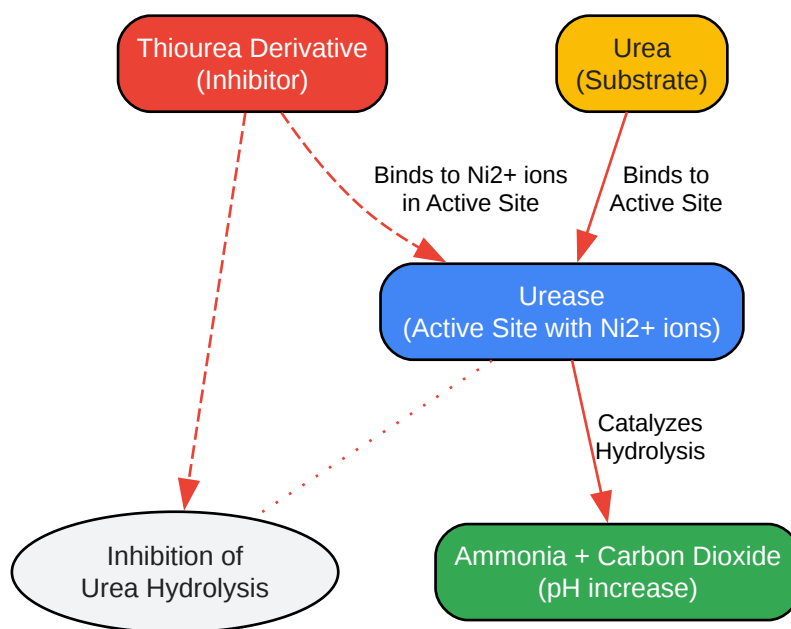 Thiourea Derivative
(Inhibitor)
Urea
(Substrate)
Binds to Ni2+ ions
in Active Site
Binds to
Active Site
Urease
(Active Site with Ni2+ ions)
Catalyzes
Hydrolysis
Inhibition of
Urea Hydrolysis
Ammonia + Carbon Dioxide
(pH increase)